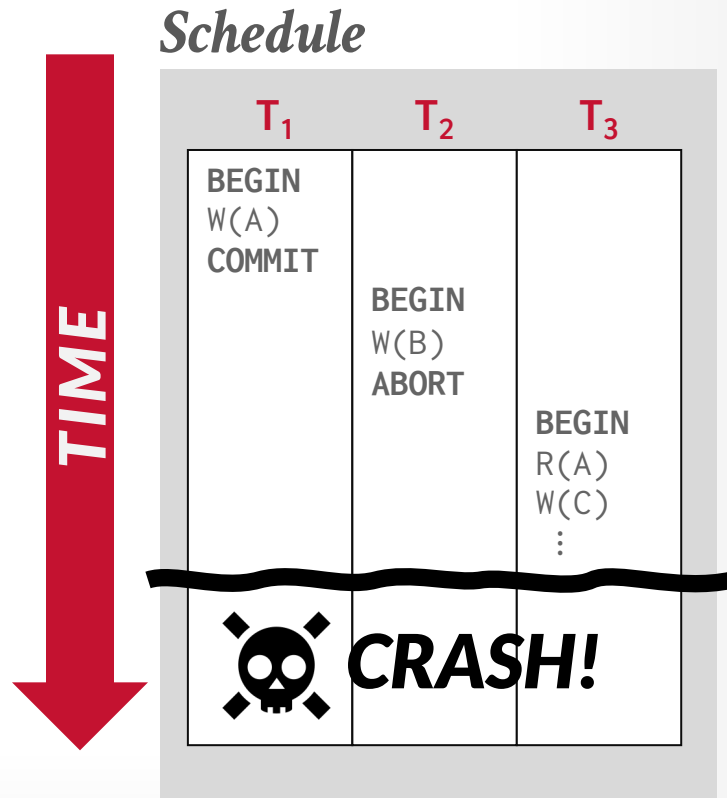 Schedule
TIME
T₁ T₂ T₃
BEGIN
W(A)
COMMIT
BEGIN
W(B)
ABORT
BEGIN
R(A)
W(C)
⋮
CRASH!